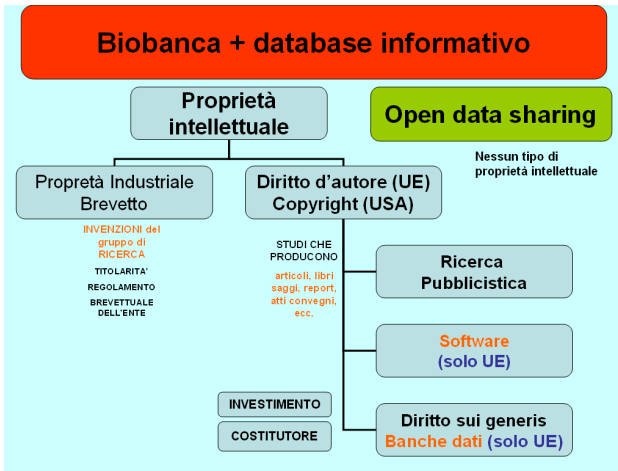 Biobanca + database informativo
Proprietà
intellettuale
Open data sharing
Nessun tipo di
proprietà intellettuale
Propretà Industriale
Brevetto
Diritto d'autore (UE)
Copyright (USA)
INVENZIONI del
gruppo di
RICERCA
TITOLARITA'
REGOLAMENTO
BREVETTUALE
DELL'ENTE
STUDI CHE
PRODUCONO
articoli, libri
saggi, report,
atti convegni,
ecc.
Ricerca
Pubblicistica
Software
(solo UE)
INVESTIMENTO
COSTITUTORE
Diritto sui generis
Banche dati (solo UE)